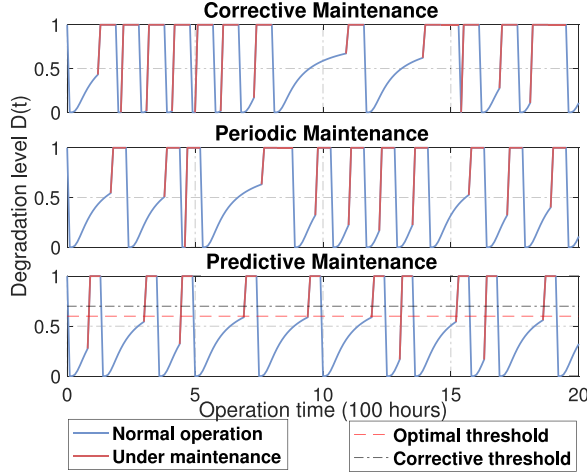 Corrective Maintenance
1
0.5
0
Periodic Maintenance
1
0.5
0
Degradation level D(t)
Predictive Maintenance
1
0.5
0
0 5 10 15 20
Operation time (100 hours)
Normal operation
Under maintenance
Optimal threshold
Corrective threshold